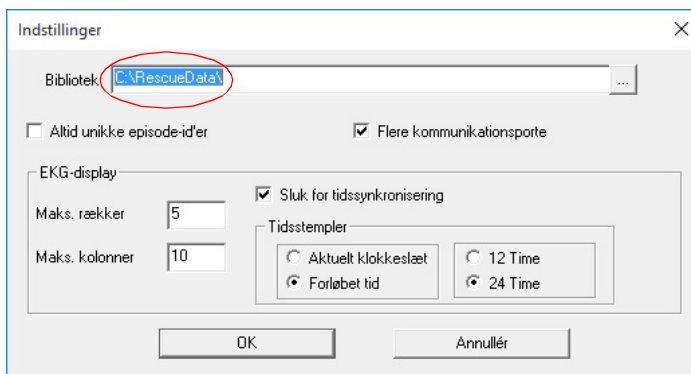 Indstillinger
Bibliotek C:\RescueData\ ...
Altid unikke episode-id'er Flere kommunikationsporte
EKG-display
Sluk for tidssynkronisering
Maks. rækker 5
Tidsstempler
Maks. kolonner 10
Aktuelt klokkeslæt 12 Time
Forløbet tid 24 Time
OK Annullér